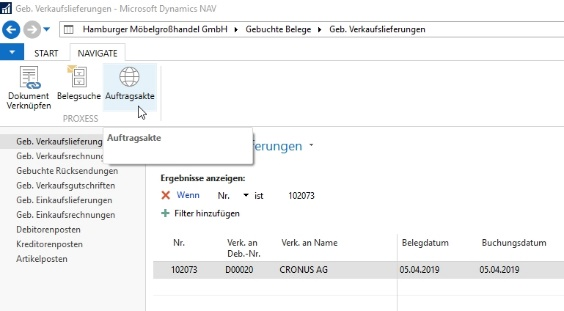 Geb. Verkaufslieferungen - Microsoft Dynamics NAV
Hamburger Möbelgroßhandel GmbH Gebuchte Belege Geb. Verkaufslieferungen
START NAVIGATE
Dokument Verknüpfen Belegsuche Auftragsakte
PROXESS
Auftragsakte
Geb. Verkaufslieferung
Geb. Verkaufsrechnung
Gebuchte Rücksendungen
Geb. Verkaufsgutschriften
Geb. Einkaufslieferungen
Geb. Einkaufsrechnungen
Debitorenposten
Kreditorenposten
Artikelposten
erungen
Ergebnisse anzeigen:
Wenn Nr. ist 102073
Filter hinzufügen
Nr. Verk. an Deb.-Nr. Verk. an Name Belegdatum Buchungsdatum
102073 D00020 CRONUS AG 05.04.2019 05.04.2019